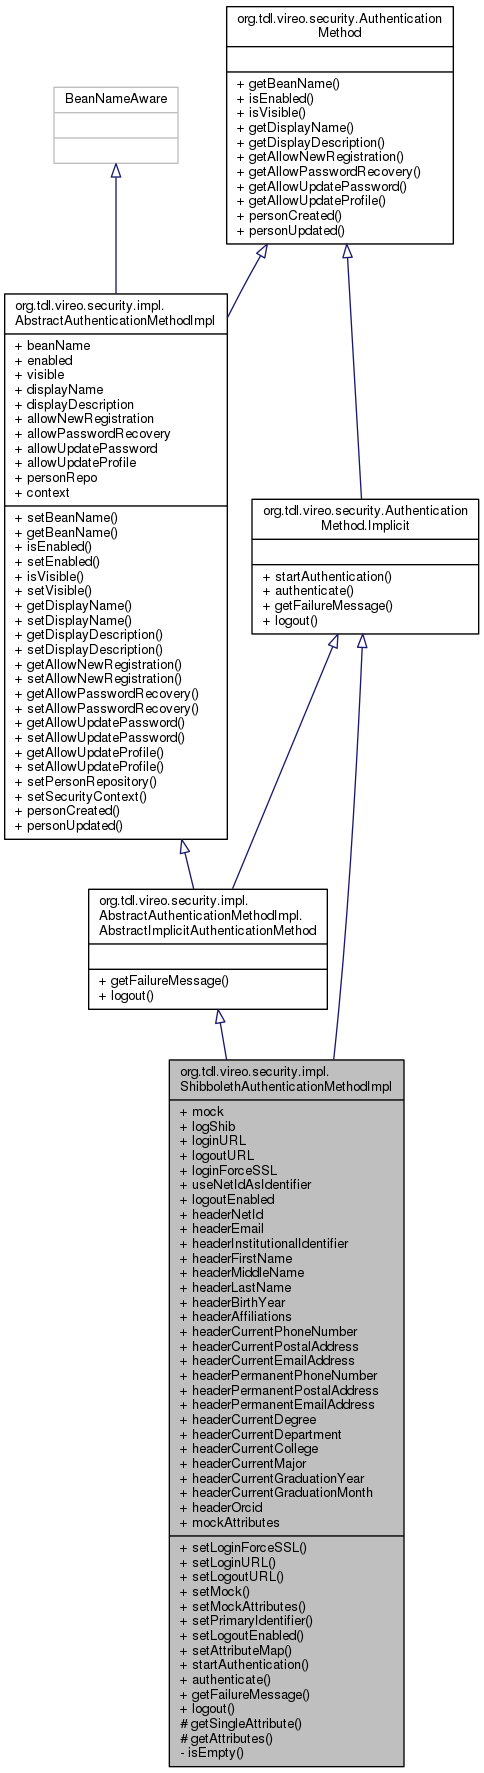 org.tdl.vireo.security.Authentication
Method
+ getBeanName()
+ isEnabled()
+ isVisible()
+ getDisplayName()
+ getDisplayDescription()
+ getAllowNewRegistration()
+ getAllowPasswordRecovery()
+ getAllowUpdatePassword()
+ getAllowUpdateProfile()
+ personCreated()
+ personUpdated()
BeanNameAware
org.tdl.vireo.security.impl.
AbstractAuthenticationMethodImpl
+ beanName
+ enabled
+ visible
+ displayName
+ displayDescription
+ allowNewRegistration
+ allowPasswordRecovery
+ allowUpdatePassword
+ allowUpdateProfile
+ personRepo
+ context
+ setBeanName()
+ getBeanName()
+ isEnabled()
+ setEnabled()
+ isVisible()
+ setVisible()
+ getDisplayName()
+ setDisplayName()
+ getDisplayDescription()
+ setDisplayDescription()
+ getAllowNewRegistration()
+ setAllowNewRegistration()
+ getAllowPasswordRecovery()
+ setAllowPasswordRecovery()
+ getAllowUpdatePassword()
+ setAllowUpdatePassword()
+ getAllowUpdateProfile()
+ setAllowUpdateProfile()
+ setPersonRepository()
+ setSecurityContext()
+ personCreated()
+ personUpdated()
org.tdl.vireo.security.Authentication
Method.Implicit
+ startAuthentication()
+ authenticate()
+ getFailureMessage()
+ logout()
org.tdl.vireo.security.impl.
AbstractAuthenticationMethodImpl.
AbstractImplicitAuthenticationMethod
+ getFailureMessage()
+ logout()
org.tdl.vireo.security.impl.
ShibbolethAuthenticationMethodImpl
+ mock
+ logShib
+ loginURL
+ logoutURL
+ loginForceSSL
+ useNetIdAsIdentifier
+ logoutEnabled
+ headerNetId
+ headerEmail
+ headerInstitutionalIdentifier
+ headerFirstName
+ headerMiddleName
+ headerLastName
+ headerBirthYear
+ headerAffiliations
+ headerCurrentPhoneNumber
+ headerCurrentPostalAddress
+ headerCurrentEmailAddress
+ headerPermanentPhoneNumber
+ headerPermanentPostalAddress
+ headerPermanentEmailAddress
+ headerCurrentDegree
+ headerCurrentDepartment
+ headerCurrentCollege
+ headerCurrentMajor
+ headerCurrentGraduationYear
+ headerCurrentGraduationMonth
+ headerOrcid
+ mockAttributes
+ setLoginForceSSL()
+ setLoginURL()
+ setLogoutURL()
+ setMock()
+ setMockAttributes()
+ setPrimaryIdentifier()
+ setLogoutEnabled()
+ setAttributeMap()
+ startAuthentication()
+ authenticate()
+ getFailureMessage()
+ logout()
# getSingleAttribute()
# getAttributes()
- isEmpty()